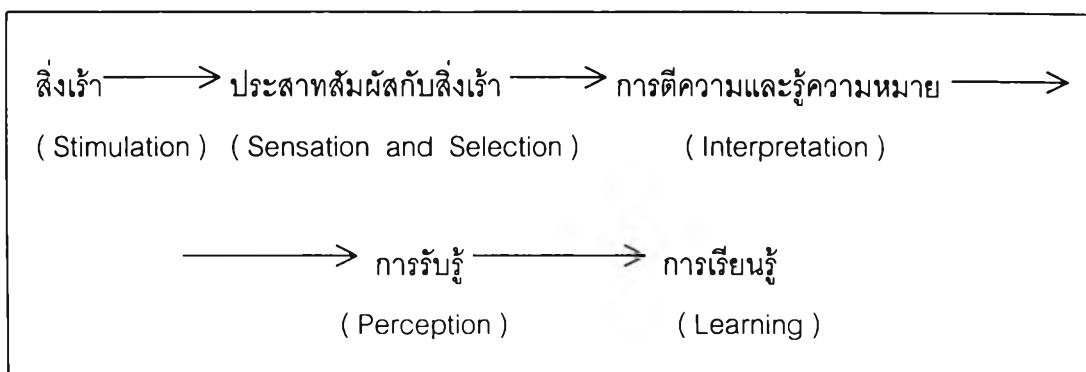 สิ่งเร้า ประสาทสัมผัสกับสิ่งเร้า การตีความและรู้ความหมาย
( Stimulation ) ( Sensation and Selection ) ( Interpretation )
การรับรู้ การเรียนรู้
( Perception ) ( Learning )